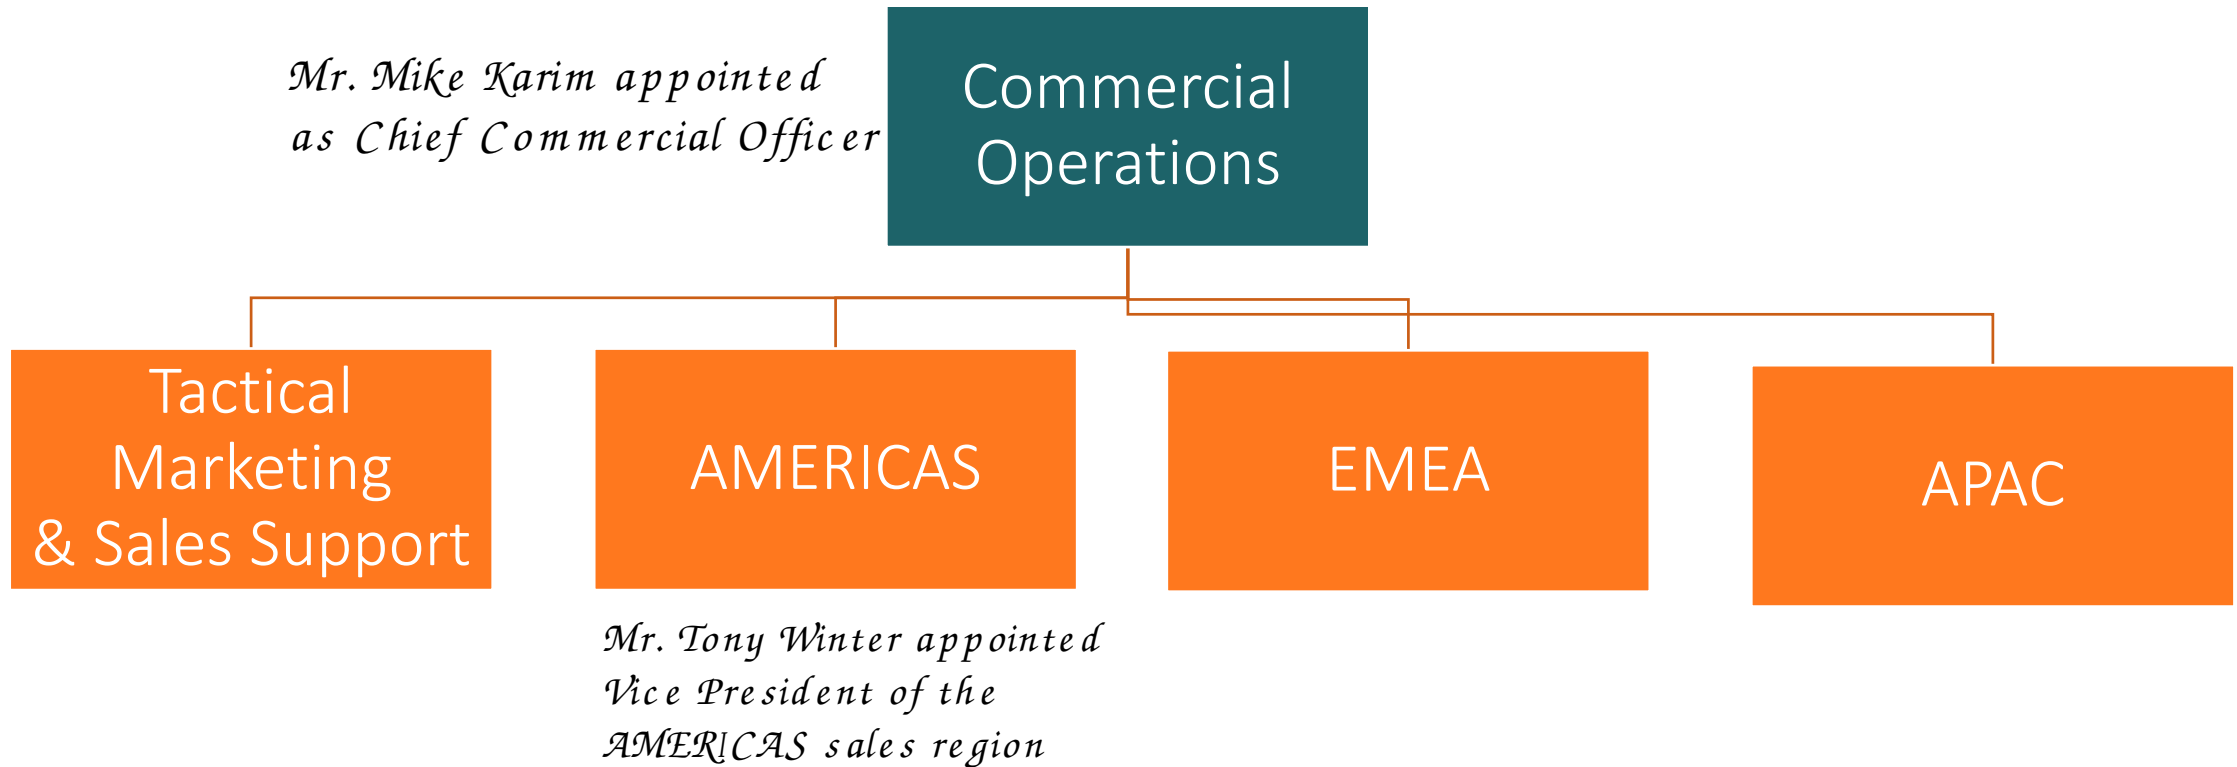 Mr. Mike Karim appointed
as Chief Commercial Officer
Commercial
Operations
Tactical
Marketing
& Sales Support
AMERICAS
EMEA
APAC
Mr. Tony Winter appointed
Vice President of the
AMERICAS sales region